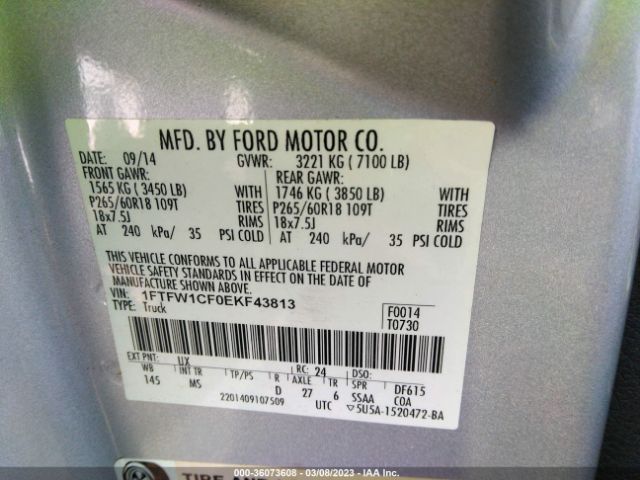 MFD. BY FORD MOTOR CO.
DATE: 09/14 GVWR: 3221 KG ( 7100 LB)
FRONT GAWR: REAR GAWR:
1565 KG ( 3450 LB) WITH 1746 KG ( 3850 LB) WITH
P265/60R18 109T TIRES P265/60R18 109T TIRES
18x7.5J RIMS 18x7.5J RIMS
AT 240 kPa/ 35 PSI COLD AT 240 kPa/ 35 PSI COLD
THIS VEHICLE CONFORMS TO ALL APPLICABLE FEDERAL MOTOR
VEHICLE SAFETY STANDARDS IN EFFECT ON THE DATE OF
MANUFACTURE SHOWN ABOVE.
VIN: 1FTFW1CF0EKF43813
TYPE: Truck
F0014
T0730
EXT PNT: UX RC: 24 DSO:
WB INT TR TP/PS R AXLE TR SPR DF615
145 MS D 27 6 SSAA COA
2201409107509 UTC ▽5U5A-1520472-BA
TIRE AND
000-36073608 — 03/08/2023 — IAA Inc.